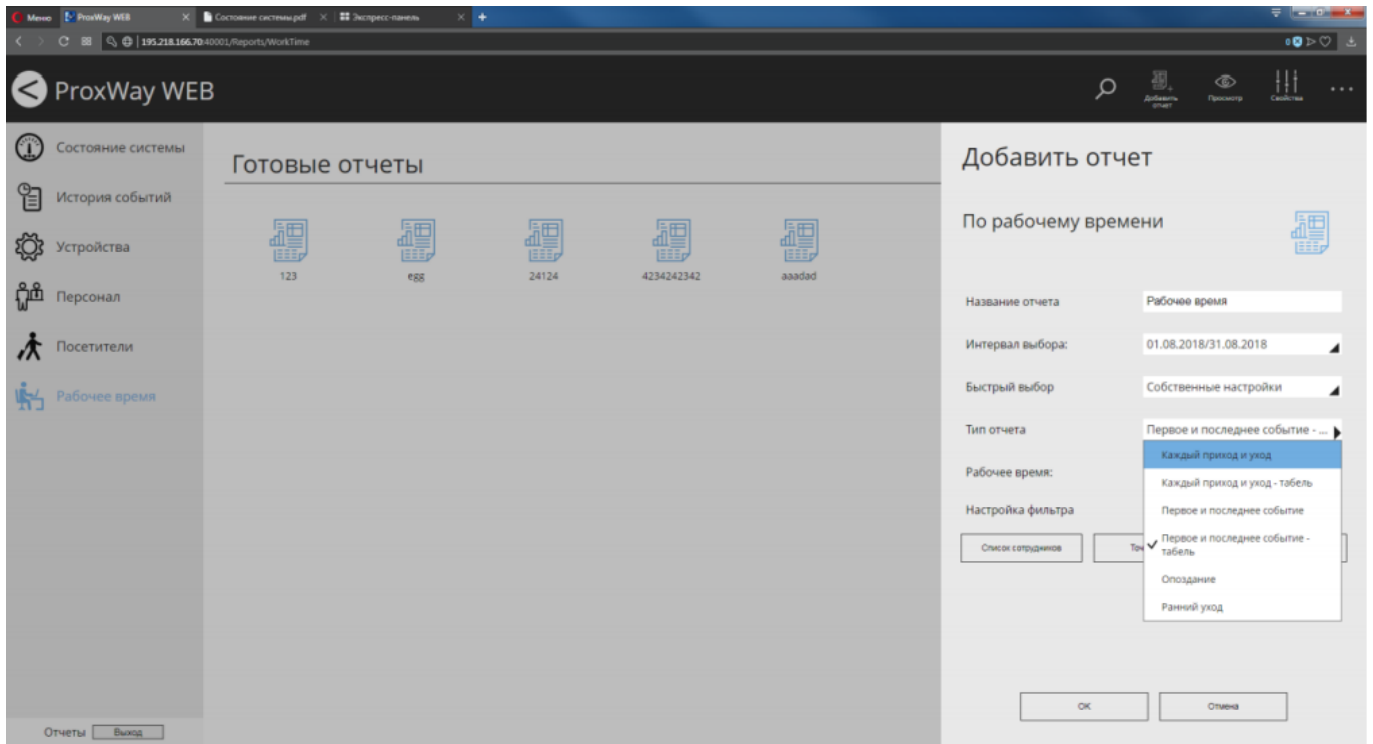 Меню
ProxWay WEB
Состояние системы.pdf
Экспресс-панель
195.218.166.70:40001/Reports/WorkTime
0
ProxWay WEB
Добавить
отчет
Просмотр
Свойства
Состояние системы
История событий
Устройства
Персонал
Посетители
Рабочее время
Готовые отчеты
123
egg
24124
4234242342
aaadad
Добавить отчет
По рабочему времени
Название отчета
Рабочее время
Интервал выбора:
01.08.2018/31.08.2018
Быстрый выбор
Собственные настройки
Тип отчета
Первое и последнее событие - ...
Каждый приход и уход
Рабочее время:
Каждый приход и уход - табель
Настройка фильтра
Первое и последнее событие
Список сотрудников
Первое и последнее событие -
табель
Опоздание
Ранний уход
OK
Отмена
Отчеты
Выход